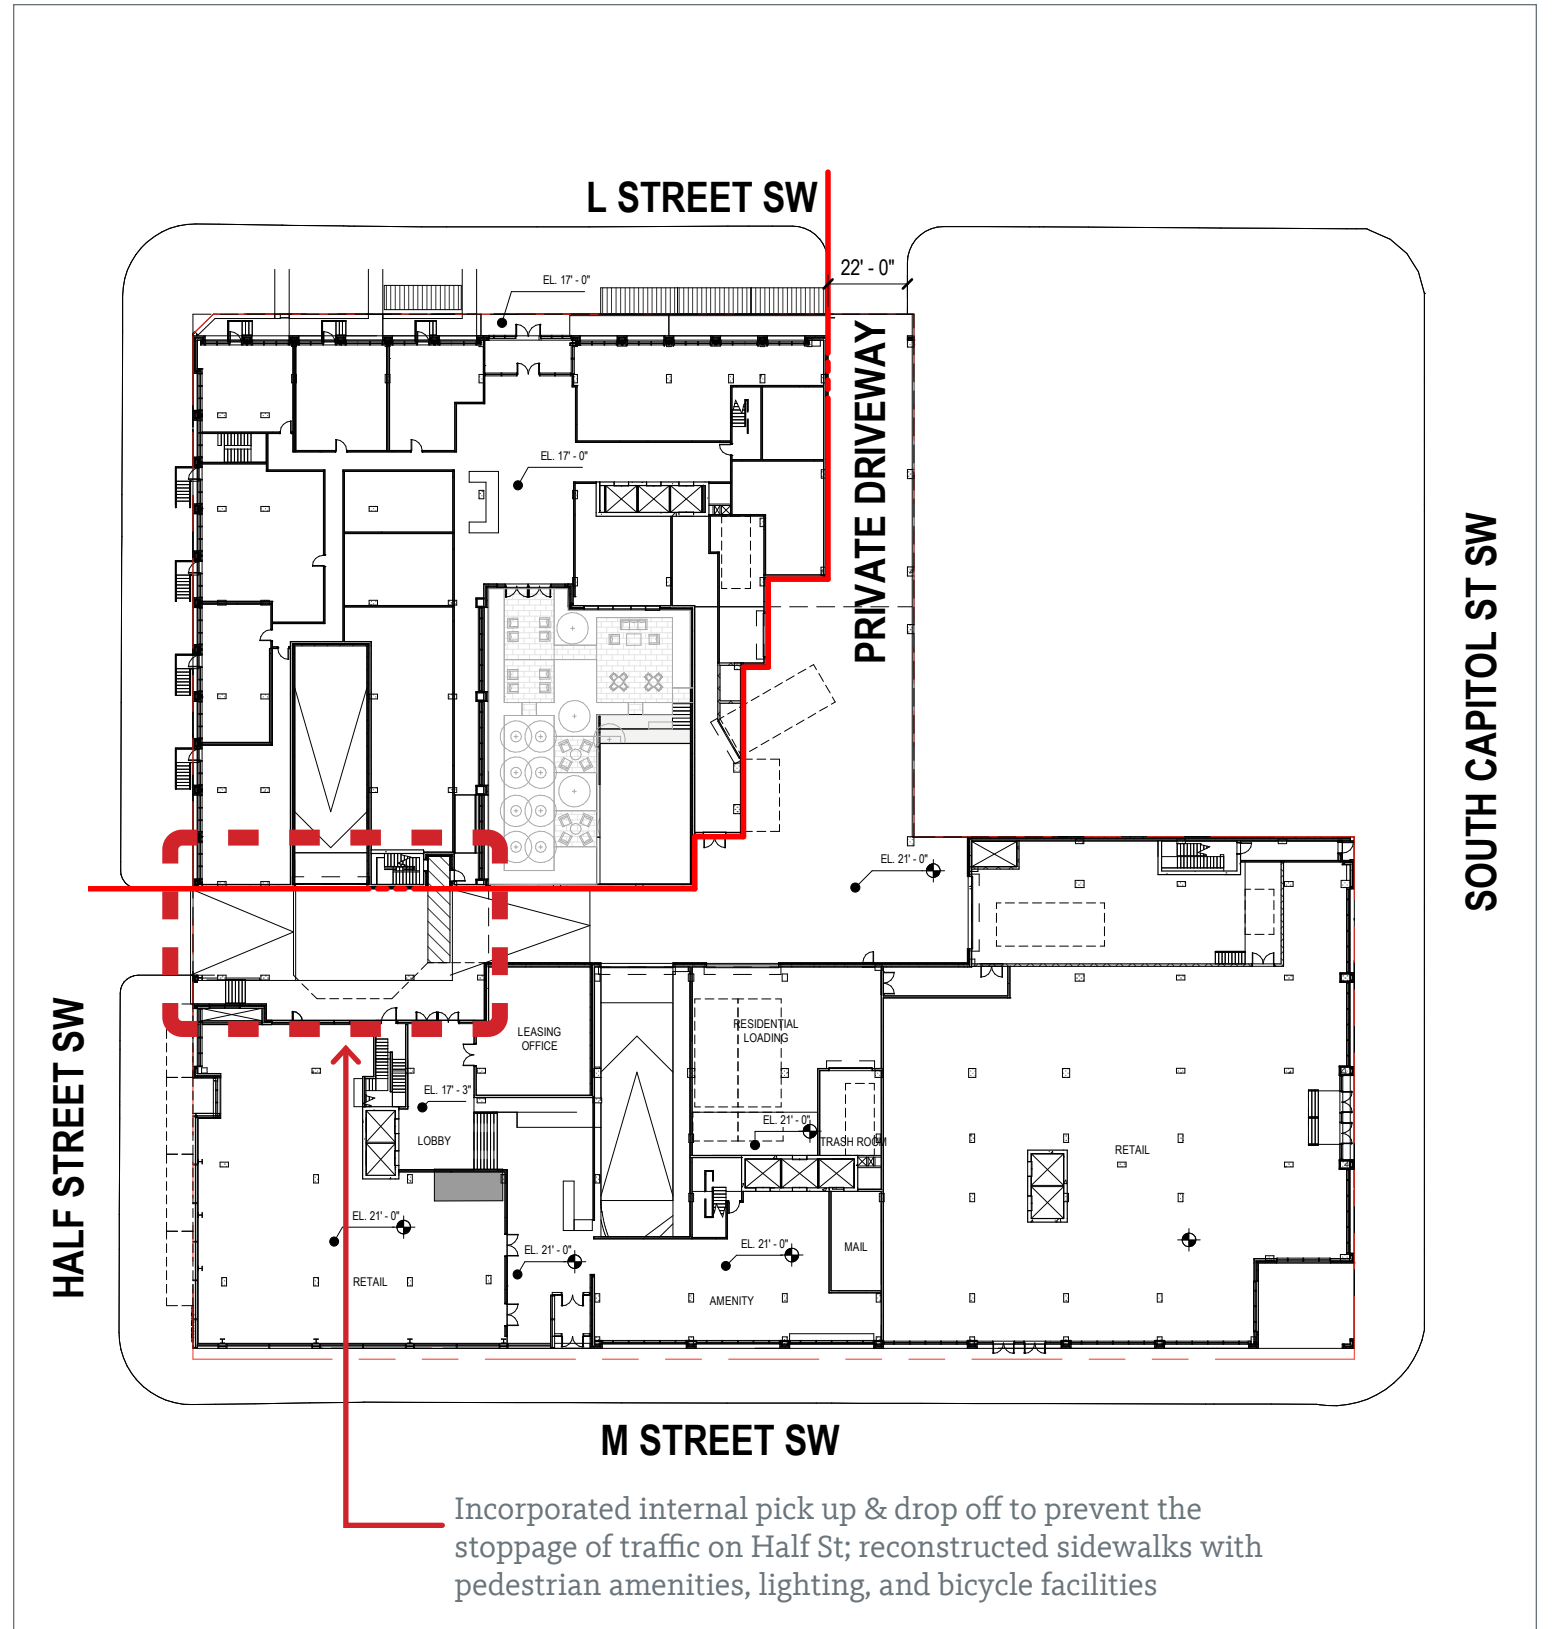 L STREET SW
22' - 0"
EL. 17' - 0"
PRIVATE DRIVEWAY
EL. 17' - 0"
SOUTH CAPITOL ST SW
EL. 21' - 0"
HALF STREET SW
LEASING
OFFICE
RESIDENTIAL
LOADING
EL. 17' - 3"
LOBBY
EL. 21' - 0"
TRASH ROOM
RETAIL
EL. 21' - 0"
EL. 21' - 0"
EL. 21' - 0"
MAIL
RETAIL
AMENITY
M STREET SW
Incorporated internal pick up & drop off to prevent the
stoppage of traffic on Half St; reconstructed sidewalks with
pedestrian amenities, lighting, and bicycle facilities